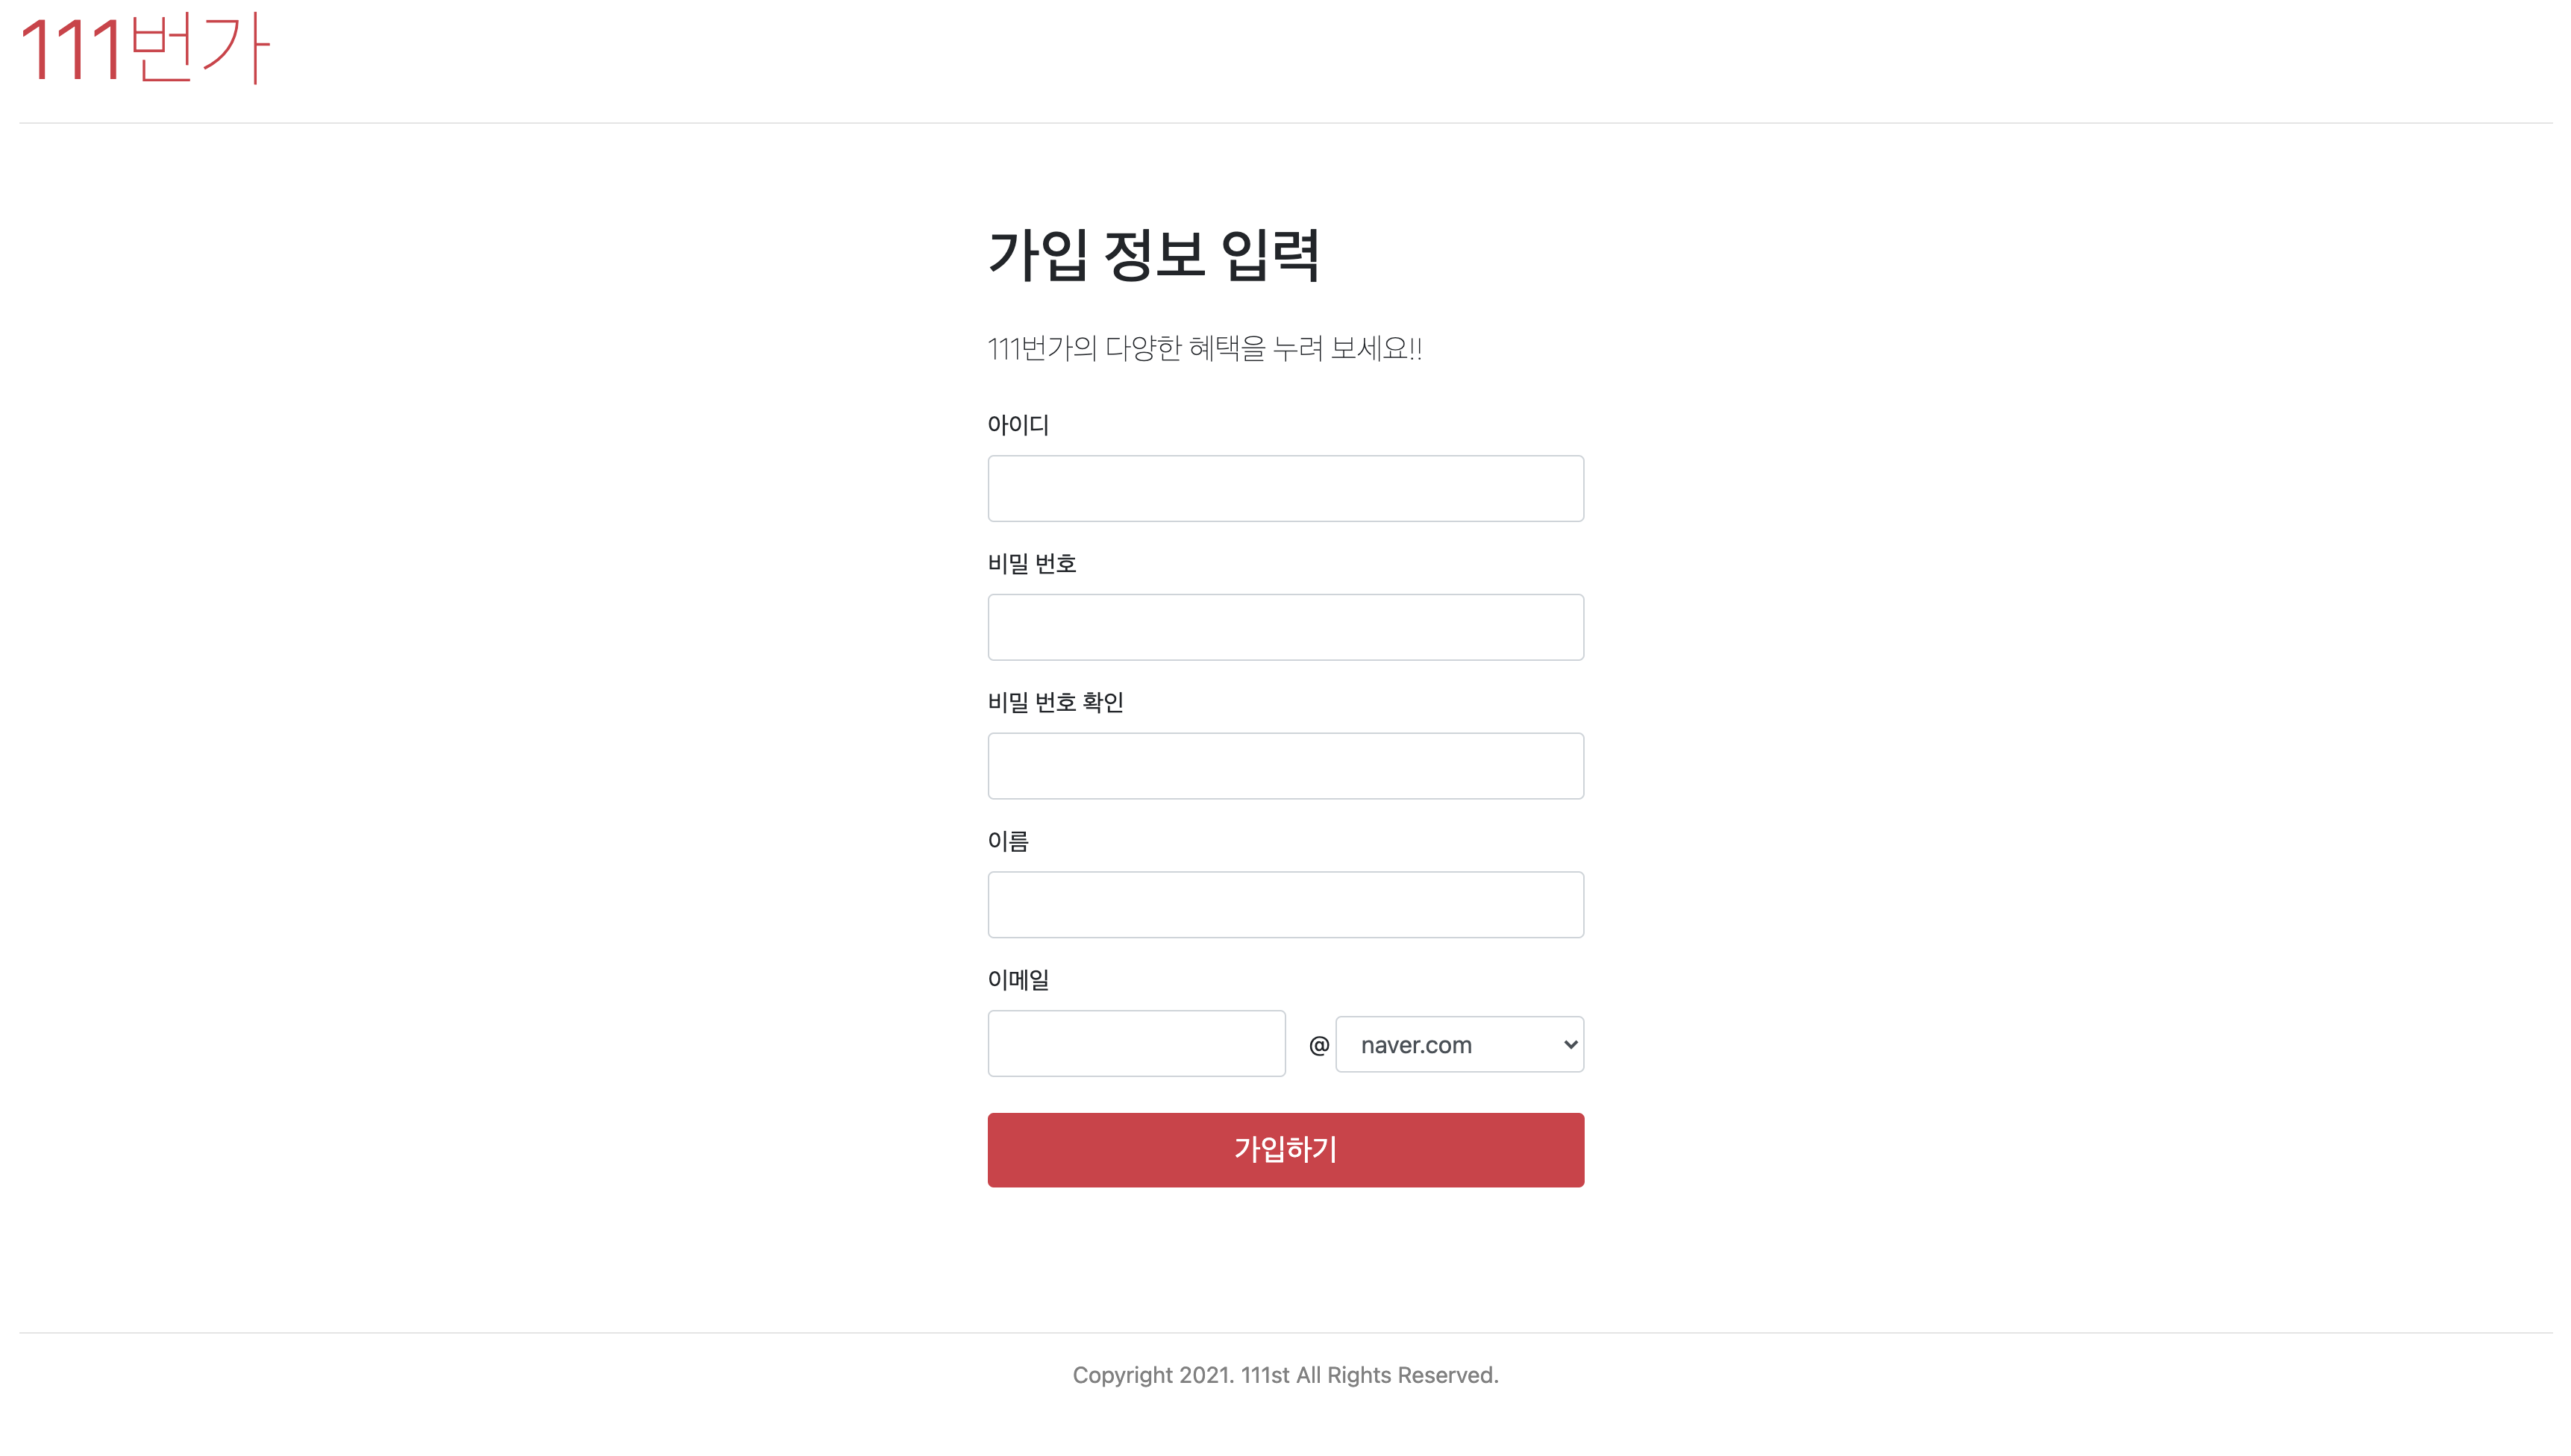 111번가
가입 정보 입력
111번가의 다양한 혜택을 누려 보세요!!
아이디
비밀 번호
비밀 번호 확인
이름
이메일
@ naver.com
가입하기
Copyright 2021. 111st All Rights Reserved.